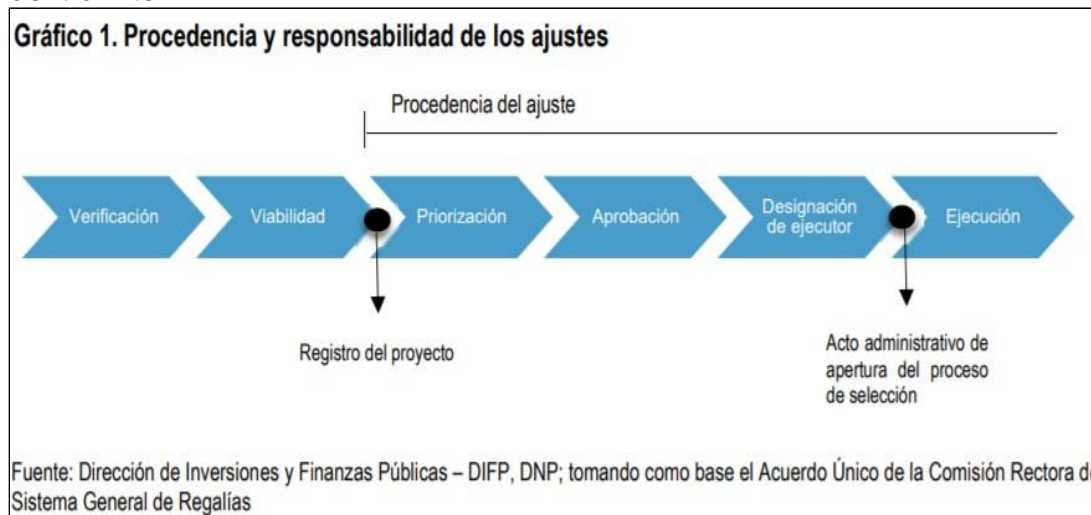 Gráfico 1. Procedencia y responsabilidad de los ajustes
Procedencia del ajuste
Verificación
Viabilidad
Priorización
Aprobación
Designación
de ejecutor
Ejecución
Registro del proyecto
Acto administrativo de
apertura del proceso
de selección
Fuente: Dirección de Inversiones y Finanzas Públicas – DIFP, DNP; tomando como base el Acuerdo Único de la Comisión Rectora de
Sistema General de Regalías